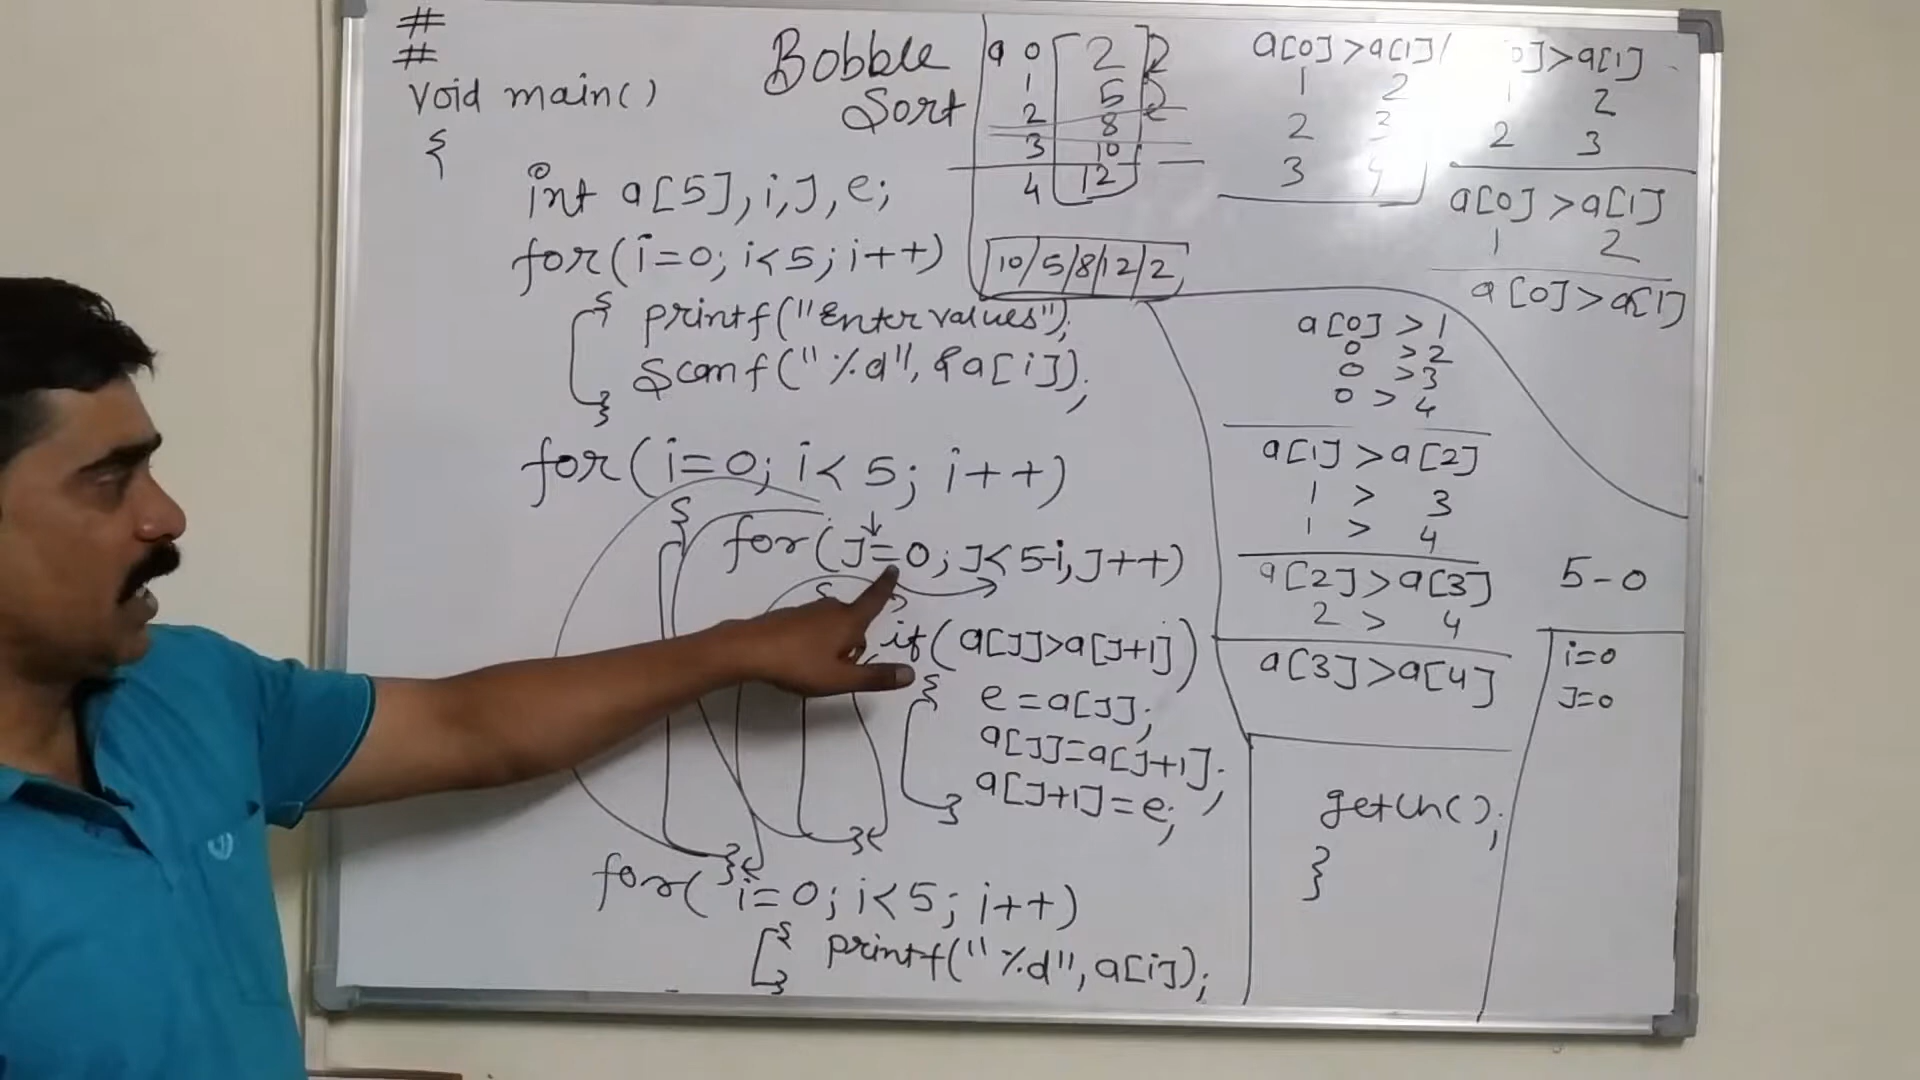 #
#
void main()
{
int a[5],i,J,e;
for(i=0; i<5; i++)
{ printf("Enter values");
Scanf("%d", &a[i]);
}
for(i=0; i<5; i++)
{
for(J=0; J<5-i, J++)
{
if(a[J]>a[J+1])
{ e=a[J];
a[J]=a[J+1];
a[J+1]=e;
}
}
}
for(i=0; i<5; i++)
{ printf("%d", a[i]);
}
Bobble
Sort
a 0 2
1 5
2 8
3 10
4 12
10/5/8/12/2
a[0]>a[1]
1 2
2 3
3 4
0]>a[1]
1 2
2 3
a[0]>a[1]
1 2
a[0]>a[1]
a[0]>1
0 >2
0 >3
0 > 4
a[1]>a[2]
1 > 3
1 > 4
a[2]>a[3]
2 > 4
a[3]>a[4]
getch();
}
5-0
i=0
J=0